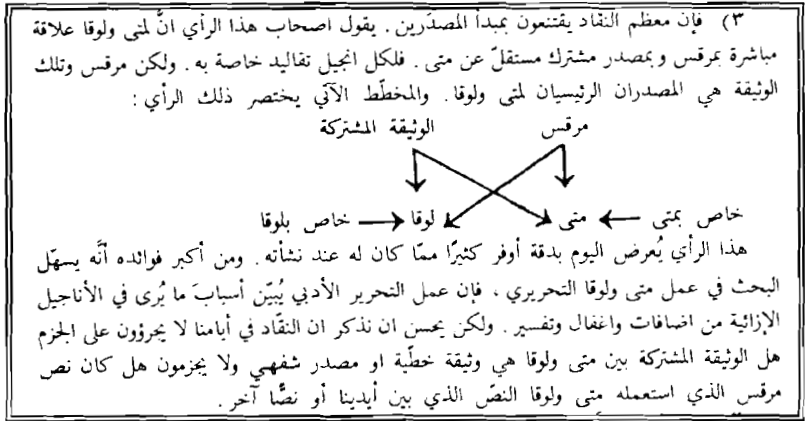 ٣) فإن معظم النقاد يقتنعون بمبدأ المصدَرين . يقول اصحاب هذا الرأي انَّ لمتى ولوقا علاقة
مباشرة بمرقس وبمصدر مشترك مستقلّ عن متى . فلكل انجيل تقاليد خاصة به . ولكن مرقس وتلك
الوثيقة هي المصدران الرئيسيان لمتى ولوقا . والمخطّط الآتي يختصر ذلك الرأي :
مرقس الوثيقة المشتركة
خاص بمتى متى لوقا خاص بلوقا
هذا الرأي يُعرض اليوم بدقة أوفر كثيرًا ممّا كان له عند نشأته . ومن أكبر فوائده أنَّه يسهّل
البحث في عمل متى ولوقا التحريري ، فإن عمل التحرير الأدبي يُبيّن أسبابَ ما يُرى في الأناجيل
الإزائية من اضافات واغفال وتفسير . ولكن يحسن ان نذكر ان النقّاد في أيامنا لا يجرؤون على الجزم
هل الوثيقة المشتركة بين متى ولوقا هي وثيقة خطّية او مصدر شفهي ولا يجزمون هل كان نص
مرقس الذي استعمله متى ولوقا النصّ الذي بين أيدينا أو نصًّا آخر .